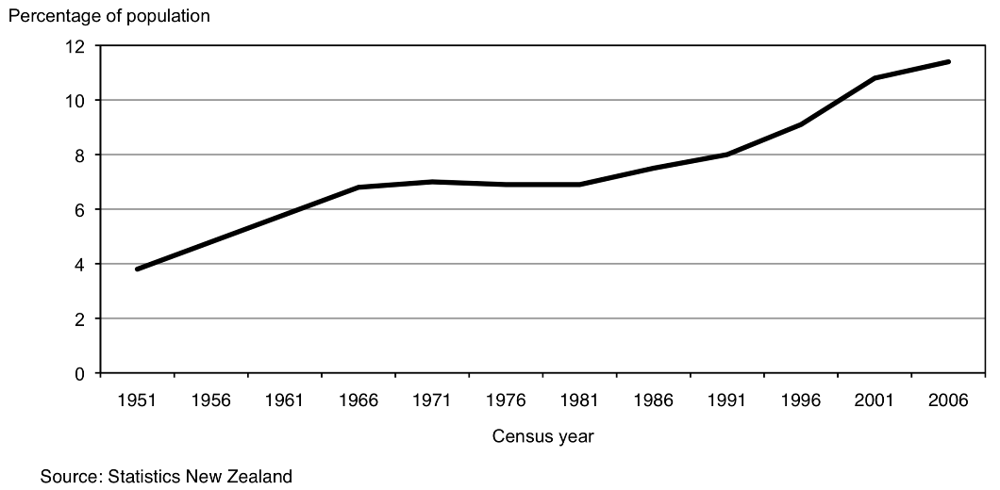 Percentage of population
12
10
8
6
4
2
0
1951 1956 1961 1966 1971 1976 1981 1986 1991 1996 2001 2006
Census year
Source: Statistics New Zealand